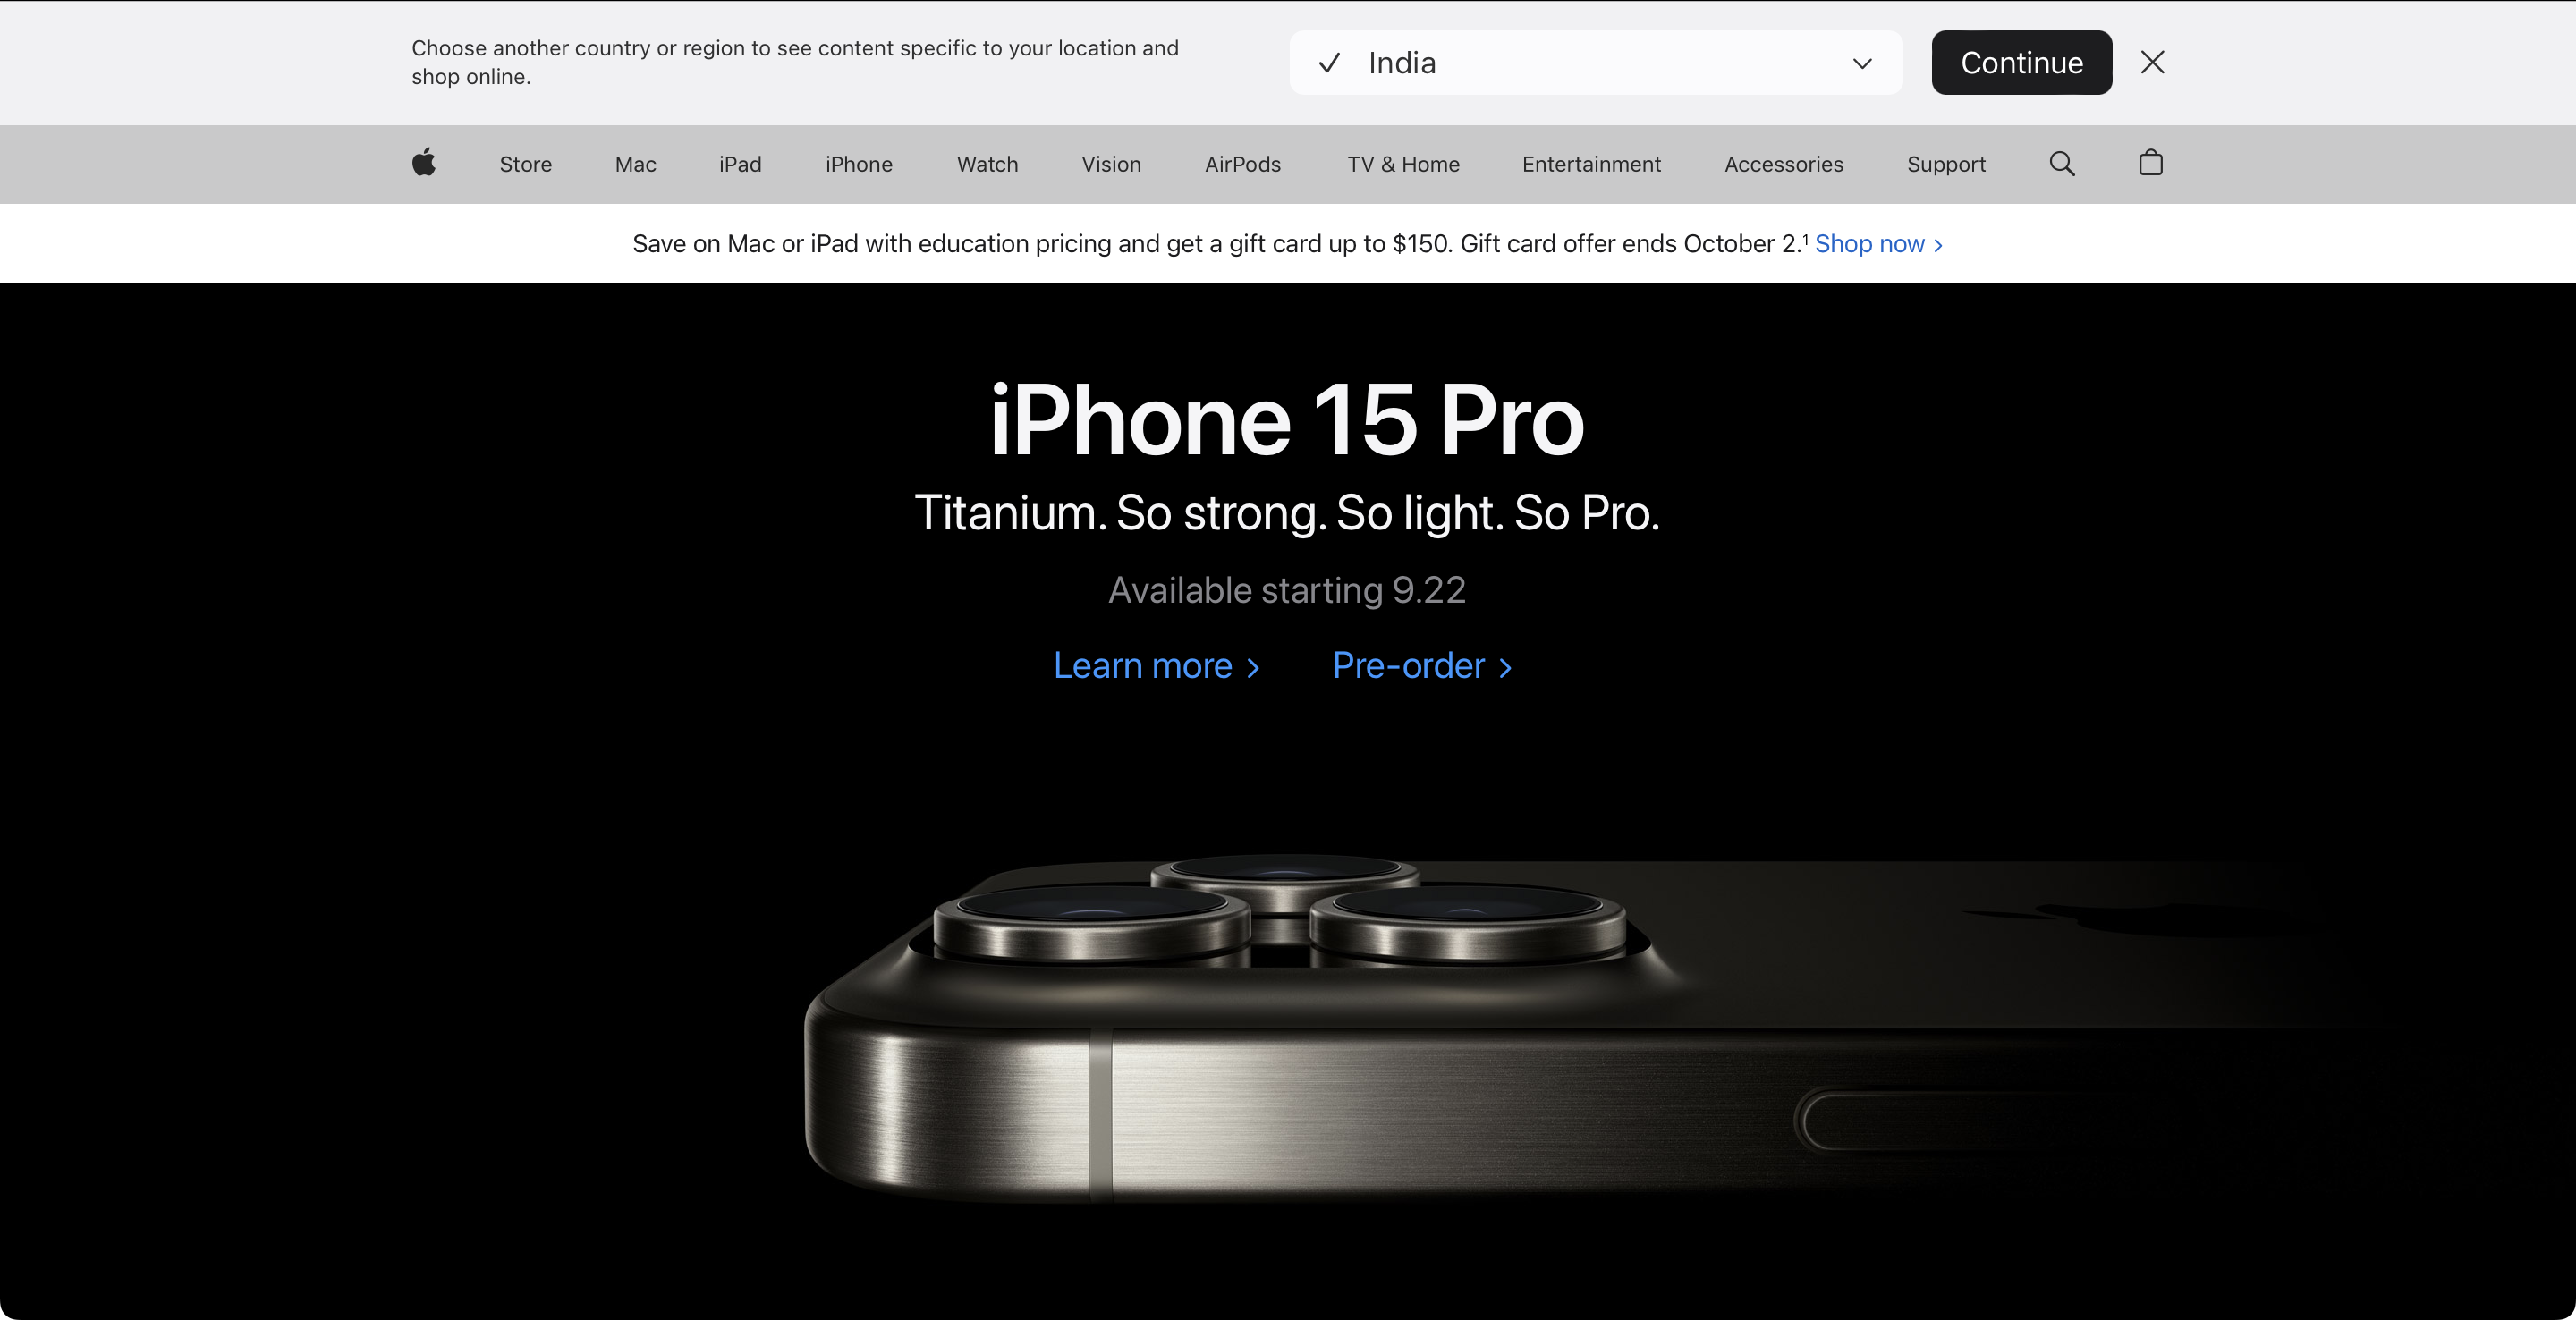 Choose another country or region to see content specific to your location and
shop online.
India
Continue
Store Mac iPad iPhone Watch Vision AirPods TV & Home Entertainment Accessories Support
Save on Mac or iPad with education pricing and get a gift card up to $150. Gift card offer ends October 2.¹ Shop now >
iPhone 15 Pro
Titanium. So strong. So light. So Pro.
Available starting 9.22
Learn more > Pre-order >